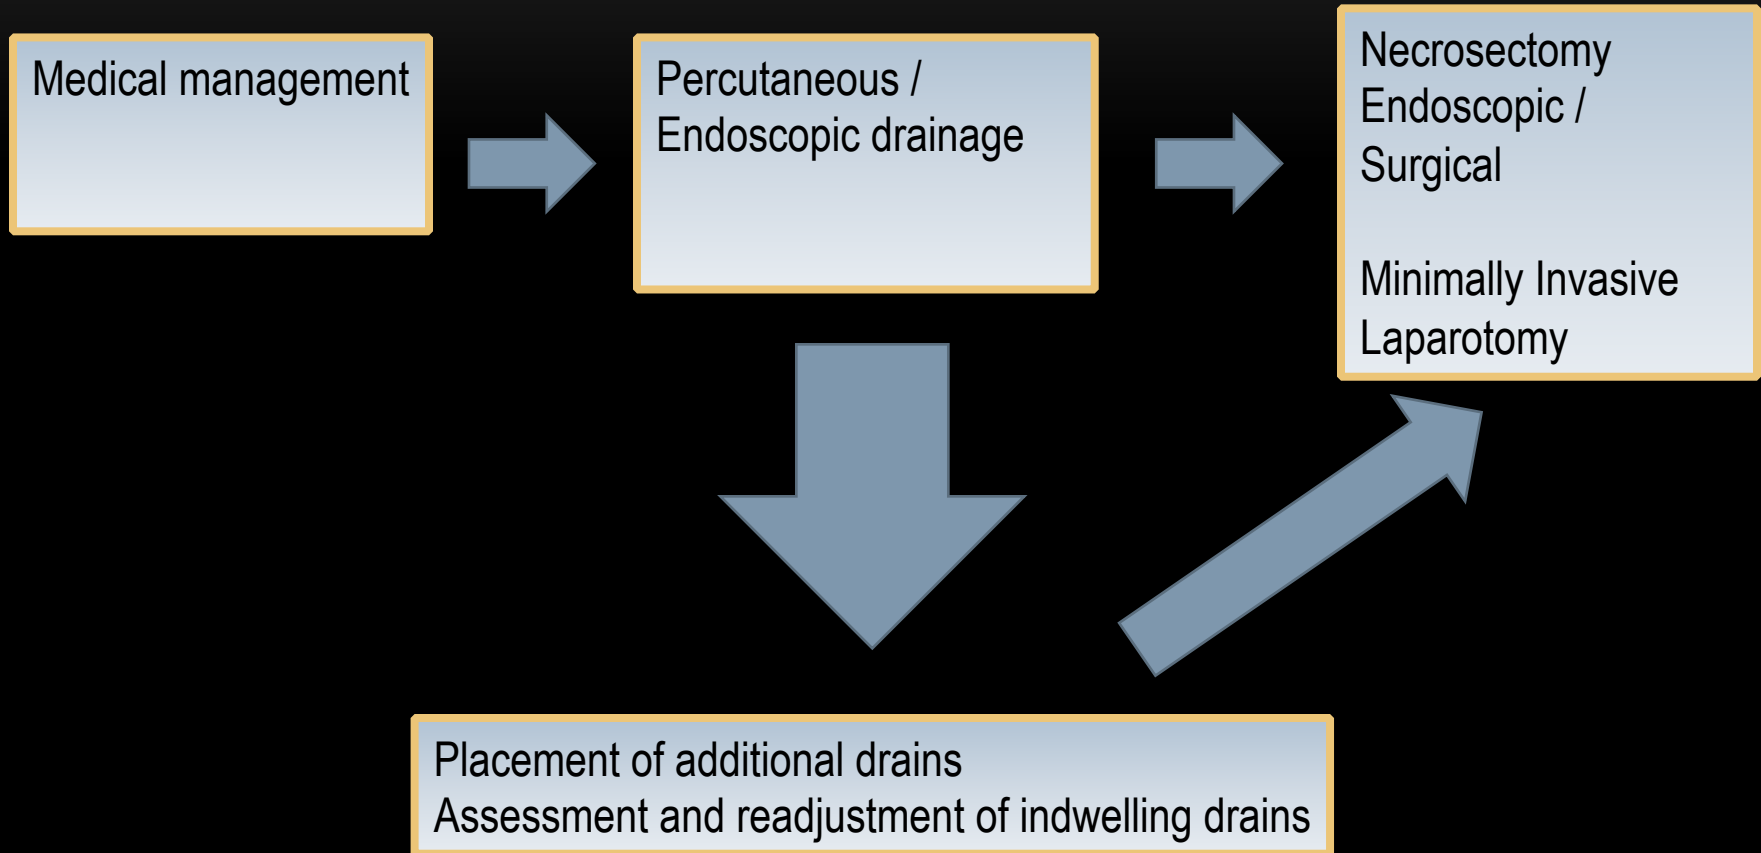 Medical management
Percutaneous /
Endoscopic drainage
Necrosectomy
Endoscopic /
Surgical
Minimally Invasive
Laparotomy
Placement of additional drains
Assessment and readjustment of indwelling drains